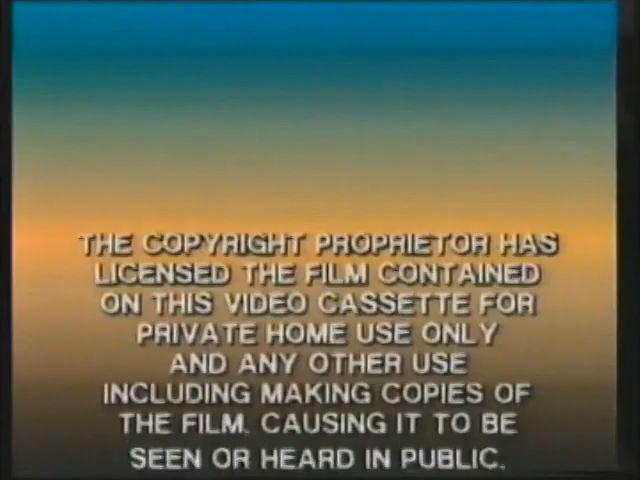 THE COPYRIGHT PROPRIETOR HAS
LICENSED THE FILM CONTAINED
ON THIS VIDEO CASSETTE FOR
PRIVATE HOME USE ONLY
AND ANY OTHER USE
INCLUDING MAKING COPIES OF
THE FILM. CAUSING IT TO BE
SEEN OR HEARD IN PUBLIC.